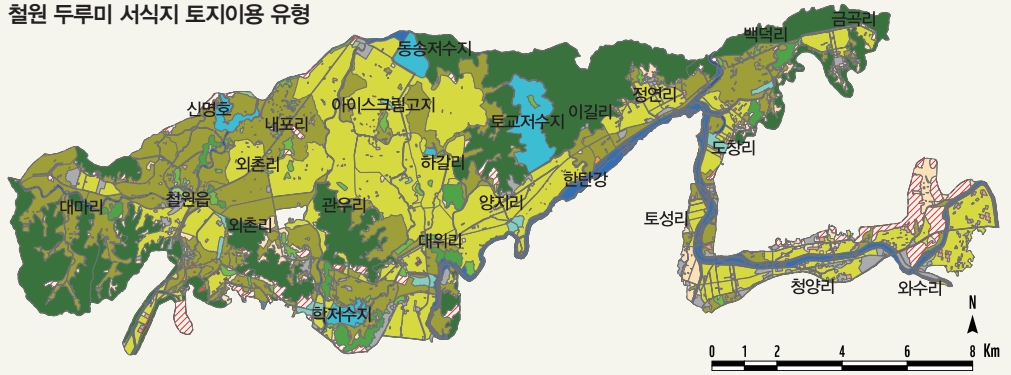 철원 두루미 서식지 토지이용 유형
금곡리
백덕리
동송저수지
정연리
아이스크림고지
신명호
내포리
토교저수지
이길리
도창리
외촌리
하길리
한탄강
대마리
철원읍
관우리
양지리
외촌리
토성리
대위리
청양리
와수리
학저수지
N
0 1 2 4 6 8 Km